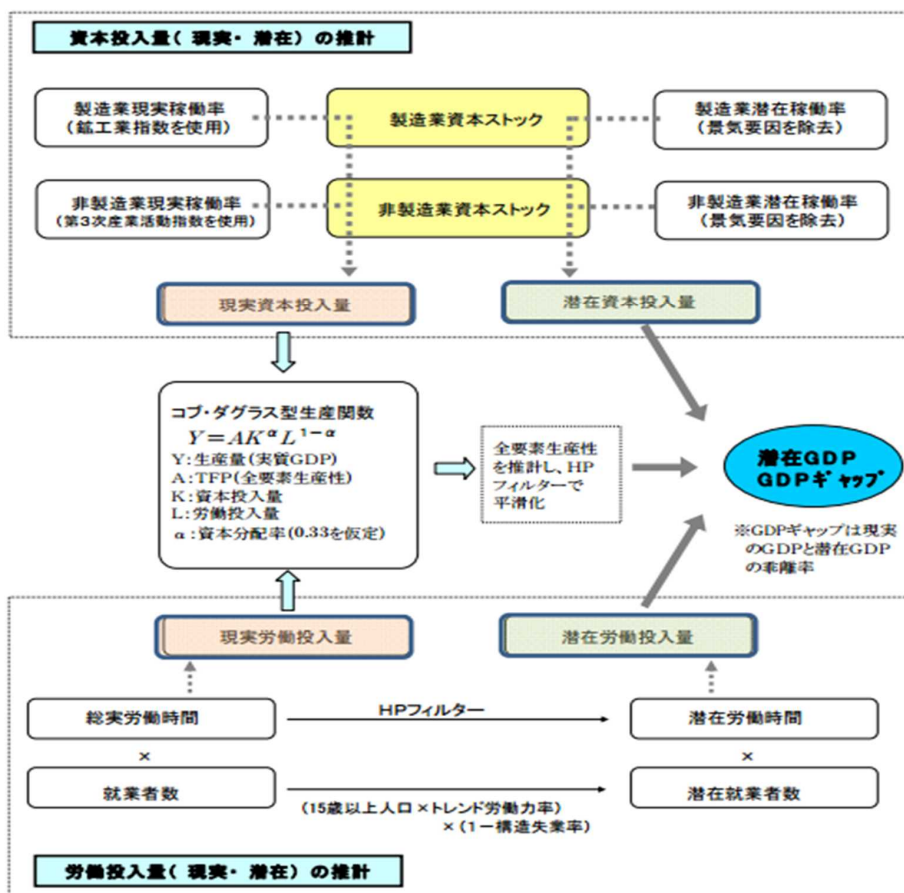 資本投入量( 現実・ 潜在) の推計
製造業現実稼働率
(鉱工業指数を使用)
製造業資本ストック
製造業潜在稼働率
(景気要因を除去)
非製造業現実稼働率
(第3次産業活動指数を使用)
非製造業資本ストック
非製造業潜在稼働率
(景気要因を除去)
現実資本投入量
潜在資本投入量
コブ・ダグラス型生産関数
Y=AK^αL^{1-α}
Y:生産量(実質GDP)
A:TFP(全要素生産性)
K:資本投入量
L:労働投入量
α:資本分配率(0.33を仮定)
全要素生産性
を推計し、HP
フィルターで
平滑化
潜在GDP
GDPギャップ
※GDPギャップは現実
のGDPと潜在GDP
の乖離率
現実労働投入量
潜在労働投入量
総実労働時間
HPフィルター
潜在労働時間
×
×
就業者数
(15歳以上人口×トレンド労働力率)
×(1-構造失業率)
潜在就業者数
労働投入量( 現実・ 潜在) の推計